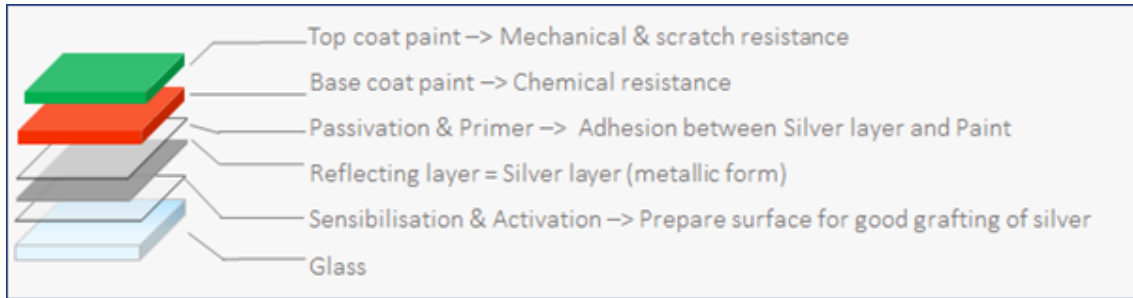 Top coat paint –> Mechanical & scratch resistance
Base coat paint –> Chemical resistance
Passivation & Primer –> Adhesion between Silver layer and Paint
Reflecting layer = Silver layer (metallic form)
Sensibilisation & Activation –> Prepare surface for good grafting of silver
Glass